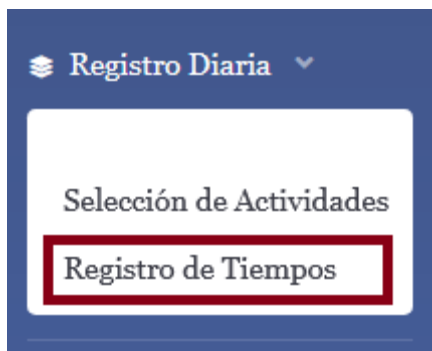 Registro Diaria
Selección de Actividades
Registro de Tiempos